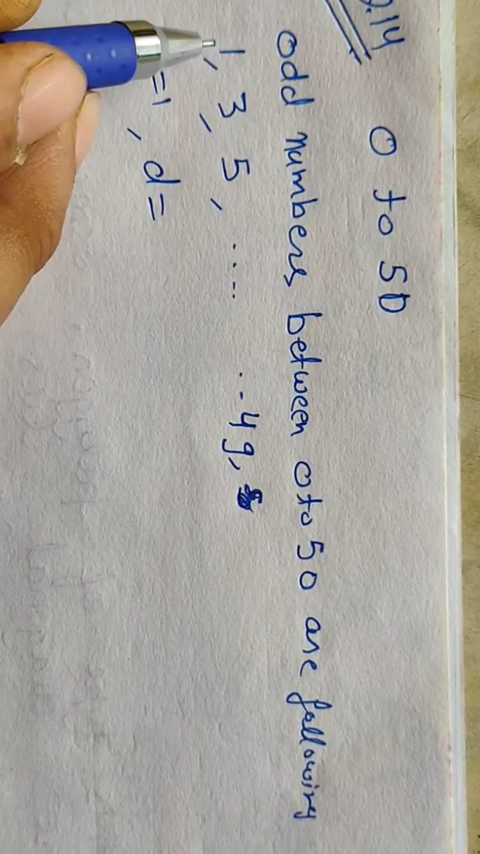 .14
0 to 50
odd numbers between 0 to 50 are following
1, 3, 5, ..... ..- 49,
=1, d=